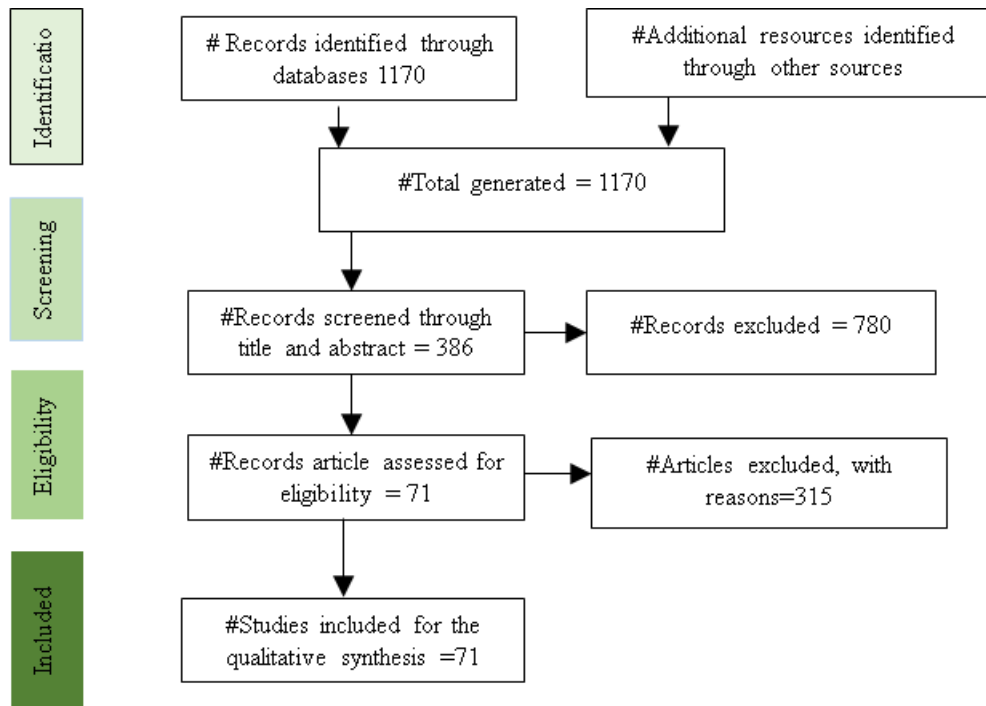 Identificatio
# Records identified through
databases 1170
#Additional resources identified
through other sources
#Total generated = 1170
Screening
#Records screened through
title and abstract = 386
#Records excluded = 780
Eligibility
#Records article assessed for
eligibility = 71
#Articles excluded, with
reasons=315
Included
#Studies included for the
qualitative synthesis =71